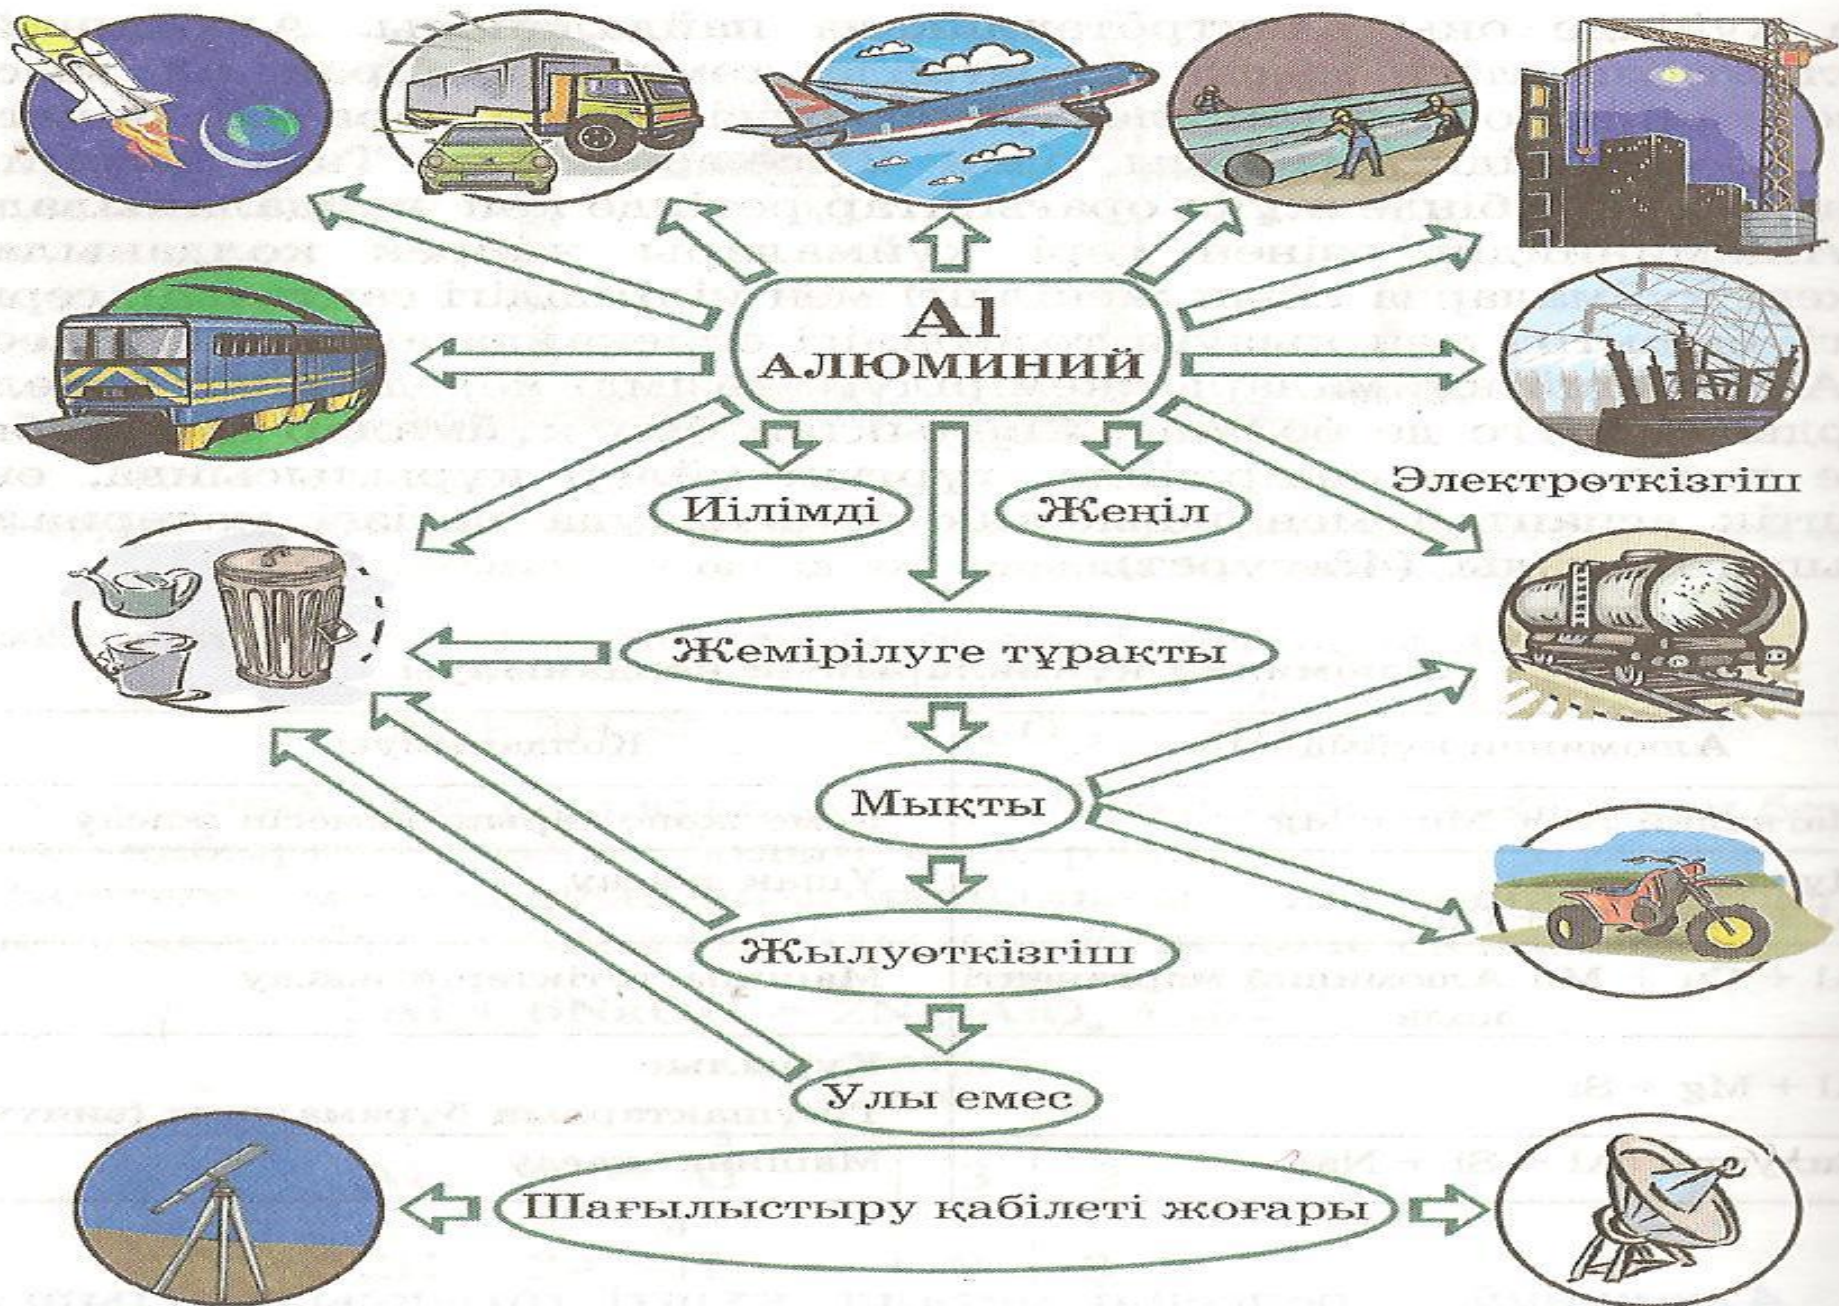 Al
АЛЮМИНИЙ
Иілімді
Жеңіл
Электрөткізгіш
Жемірілуге тұрақты
Мықты
Жылуөткізгіш
Улы емес
Шағылыстыру қабілеті жоғары